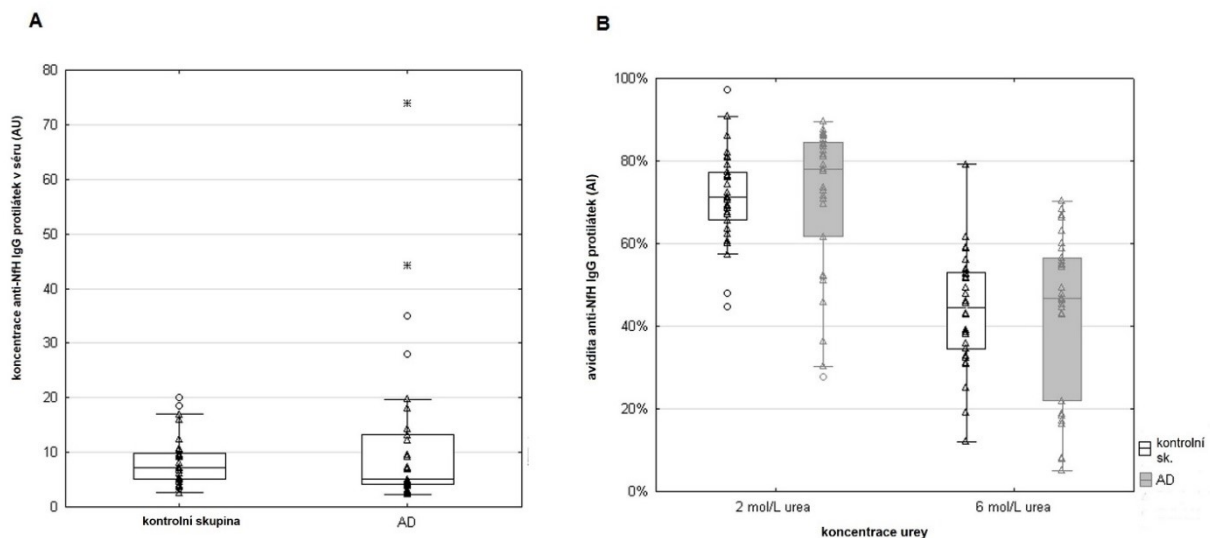 A
koncentrace anti-NfH IgG protilátek v séru (AU)
80
70
60
50
40
30
20
10
0
kontrolní skupina
AD
B
avidita anti-NfH IgG protilátek (AI)
100%
80%
60%
40%
20%
0%
2 mol/L urea
6 mol/L urea
koncentrace urey
kontrolní
sk.
AD